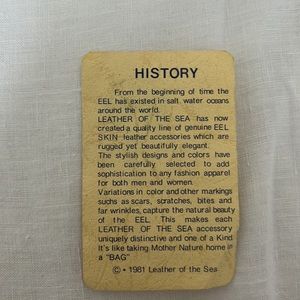 HISTORY
From the beginning of time the
EEL has existed in salt water oceans
around the world.
LEATHER OF THE SEA has now
created a quality line of genuine EEL
SKIN leather accessories which are
rugged yet beautifully elegant.
The stylish designs and colors have
been carefully selected to add
sophistication to any fashion apparel
for both men and women.
Variations in color and other markings
suchu as scars, scratches, bites and
far wrinkles, capture the natural beauty
of the EEL. This makes each
LEATHER OF THE SEA accessory
uniquely distinctive and one of a Kind
It's like taking Mother Nature home in
a "BAG"
© • 1981 Leather of the Sea